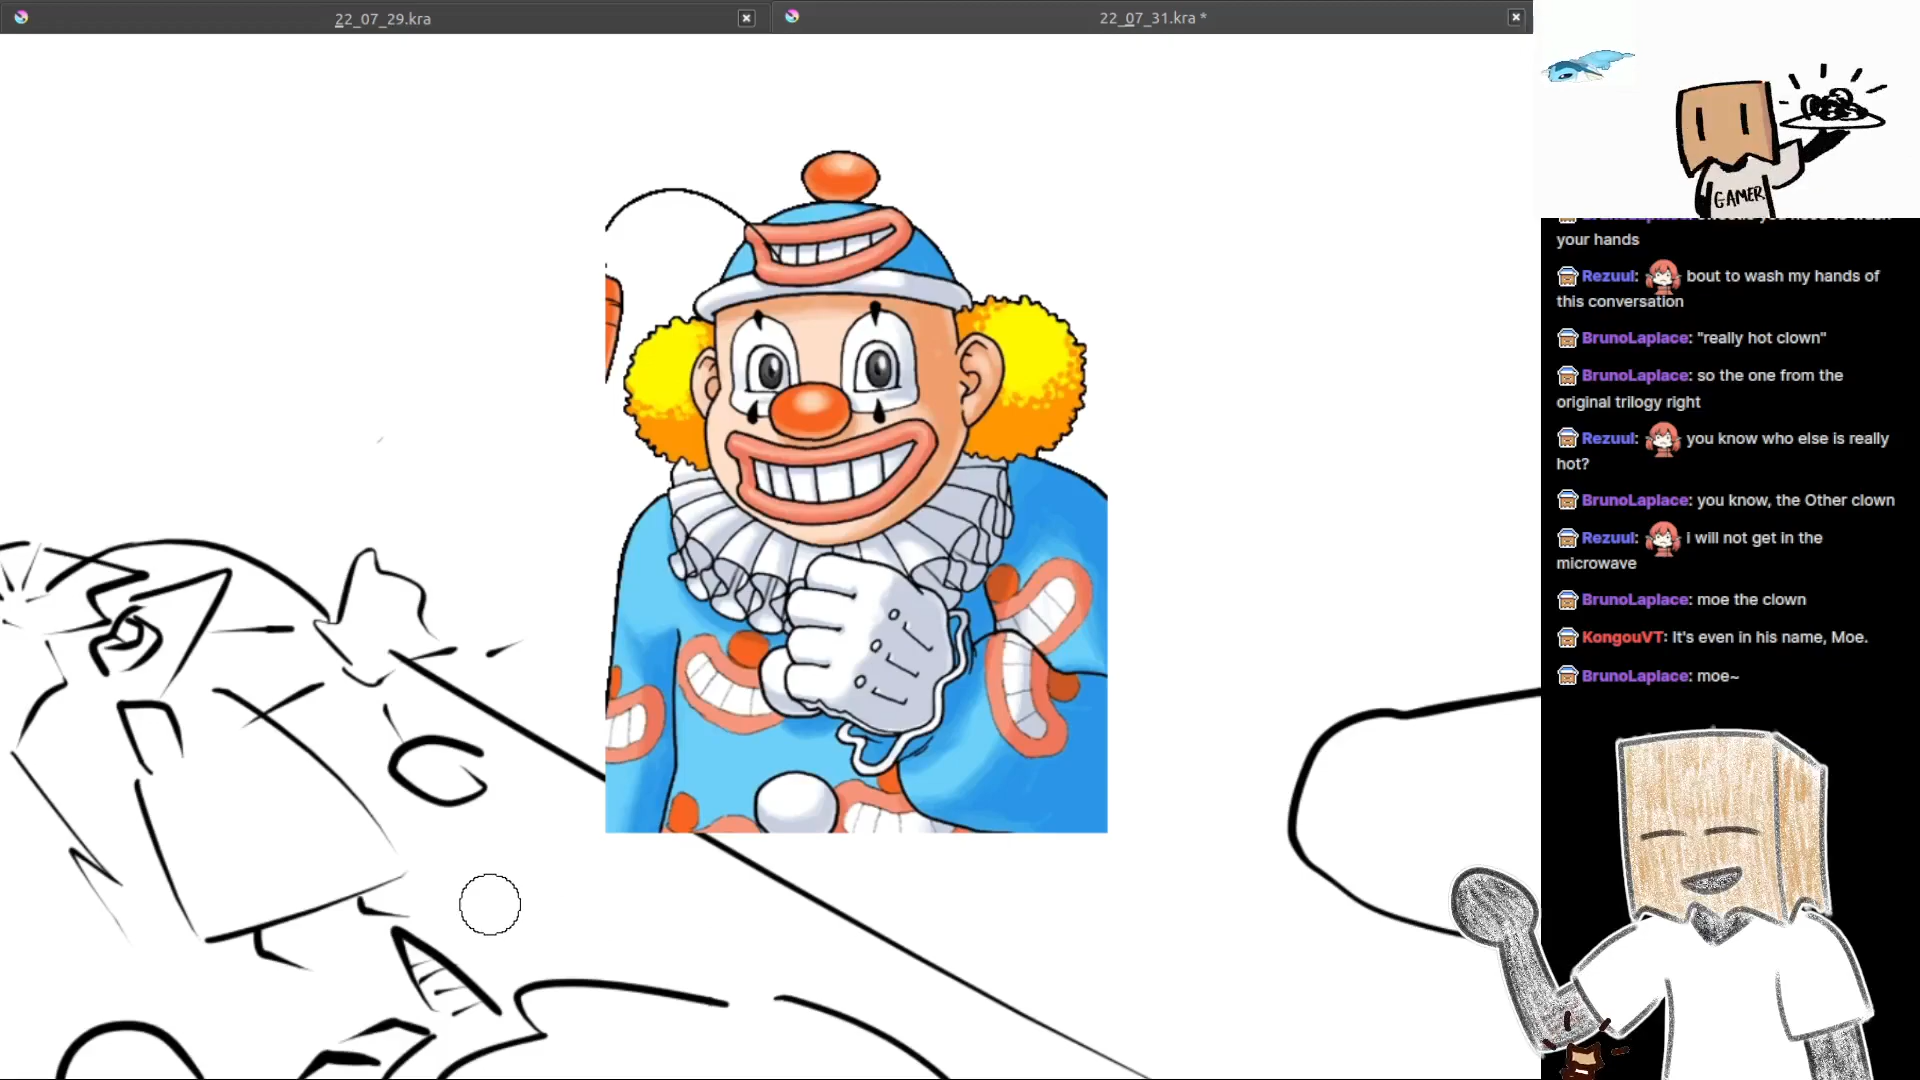 22_07_29.kra
22_07_31.kra *
GAMER
your hands
Rezuul: bout to wash my hands of
this conversation
BrunoLaplace: "really hot clown"
BrunoLaplace: so the one from the
original trilogy right
Rezuul: you know who else is really
hot?
BrunoLaplace: you know, the Other clown
Rezuul: i will not get in the
microwave
BrunoLaplace: moe the clown
KongouVT: It's even in his name, Moe.
BrunoLaplace: moe~